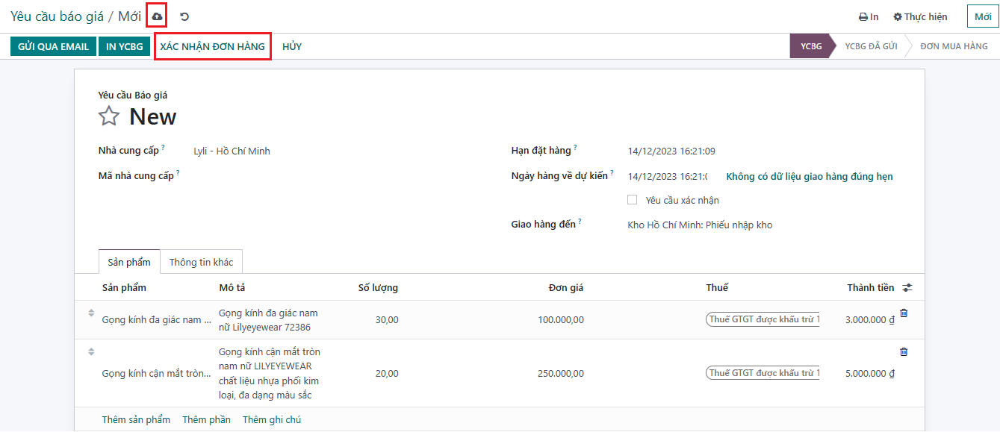 Yêu cầu báo giá / Mới
In Thực hiện Mới
GỬI QUA EMAIL IN YCBG XÁC NHẬN ĐƠN HÀNG HỦY
YCBG YCBG ĐÃ GỬI ĐƠN MUA HÀNG
Yêu cầu Báo giá
New
Nhà cung cấp ? Lyli - Hồ Chí Minh
Mã nhà cung cấp ?
Hạn đặt hàng ? 14/12/2023 16:21:09
Ngày hàng về dự kiến ? 14/12/2023 16:21:0 Không có dữ liệu giao hàng đúng hẹn
Yêu cầu xác nhận
Giao hàng đến ? Kho Hồ Chí Minh: Phiếu nhập kho
Sản phẩm Thông tin khác
Sản phẩm Mô tả Số lượng Đơn giá Thuế Thành tiền
Gọng kính đa giác nam ...
Gọng kính đa giác nam
nữ Lilyeyewear 72386
30,00 100.000,00 Thuế GTGT được khấu trừ 1 3.000.000 ₫
Gọng kính cận mắt tròn...
Gọng kính cận mắt tròn
nam nữ LILYEYEWEAR
chất liệu nhựa phối kim
loại, đa dạng màu sắc
20,00 250.000,00 Thuế GTGT được khấu trừ 1 5.000.000 ₫
Thêm sản phẩm Thêm phần Thêm ghi chú